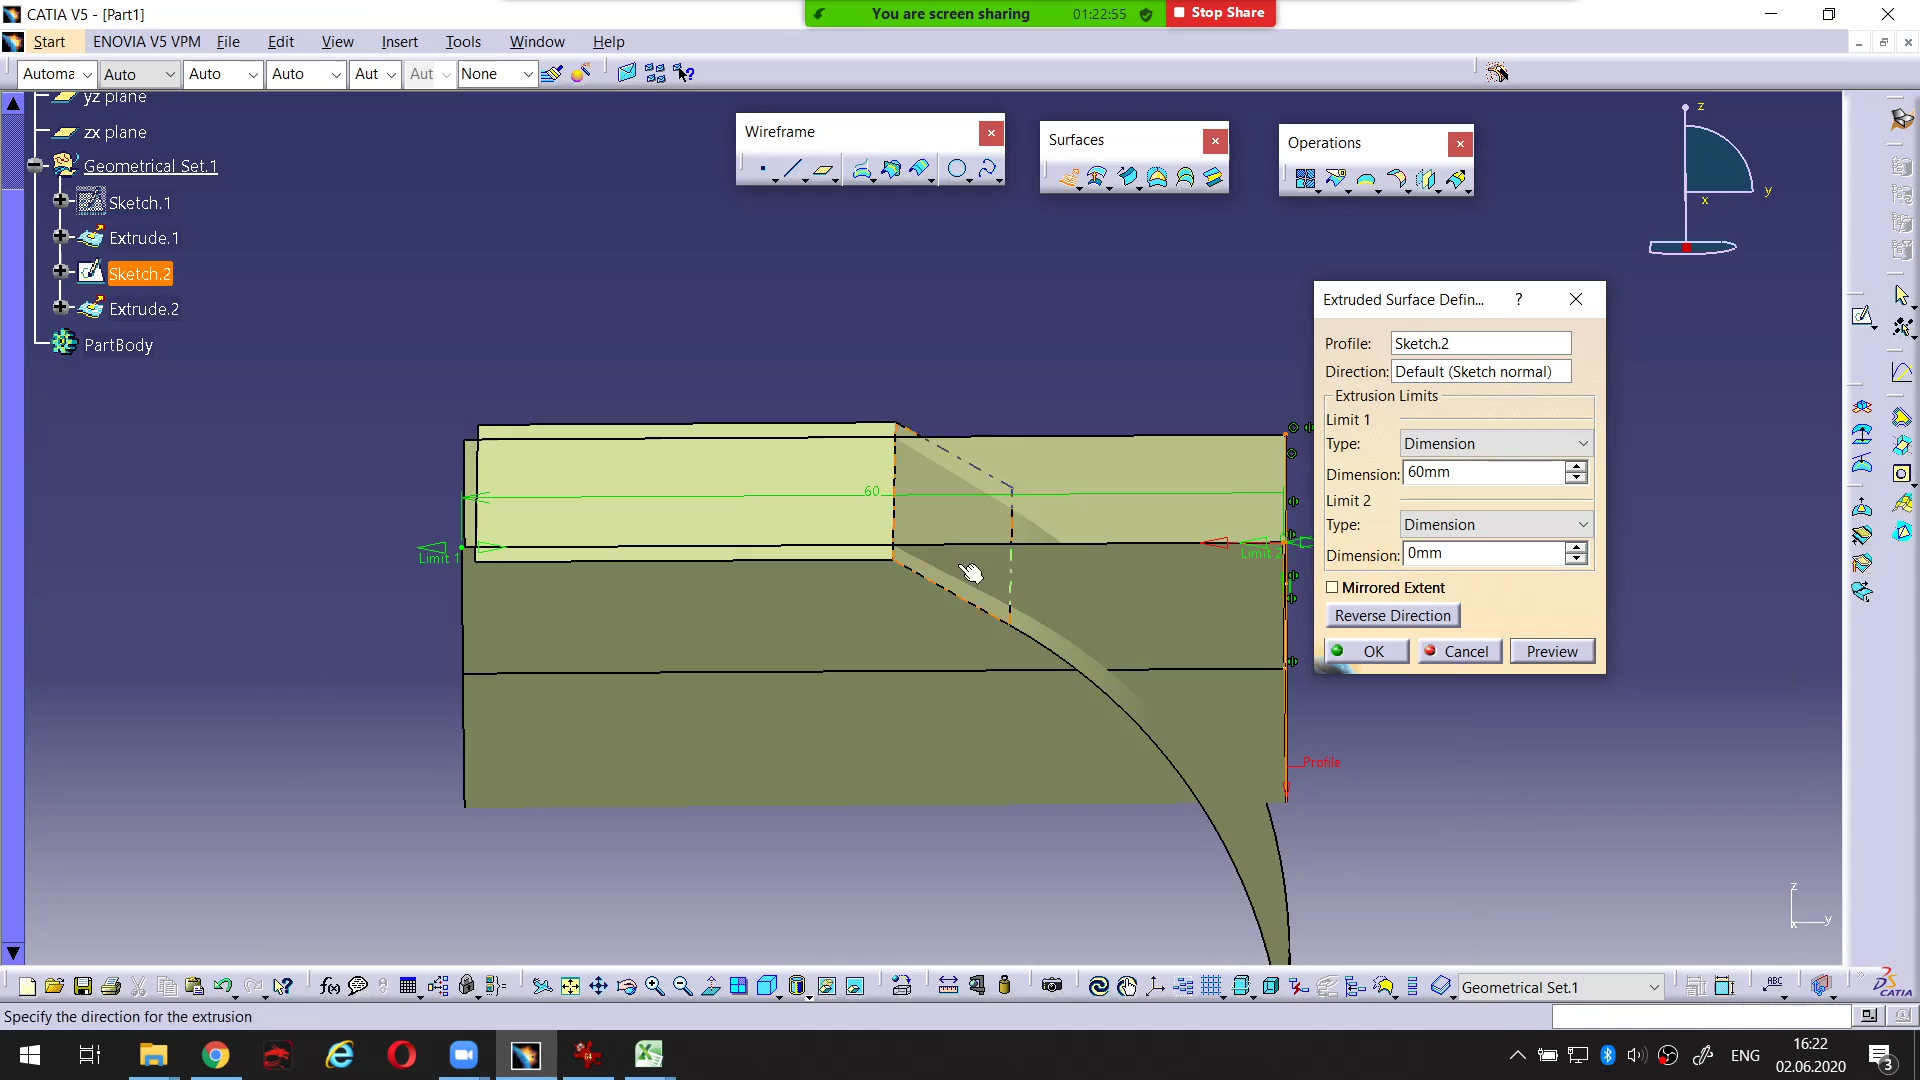 CATIA V5 - [Part1]
You are screen sharing
01:22:55
Stop Share
Start
ENOVIA V5 VPM
File
Edit
View
Insert
Tools
Window
Help
Automa
Auto
Auto
Auto
Aut
Aut
None
yz plane
zx plane
Geometrical Set.1
Sketch.1
Extrude.1
Sketch.2
Extrude.2
PartBody
Wireframe
Surfaces
Operations
z
y
x
Extruded Surface Defin...
?
Profile:
Sketch.2
Direction:
Default (Sketch normal)
Extrusion Limits
Limit 1
Type:
Dimension
Dimension:
60mm
Limit 2
Type:
Dimension
Dimension:
0mm
Mirrored Extent
Reverse Direction
OK
Cancel
Preview
60
Limit 1
Limit 2
Profile
z
y
x
f(x)
ABC
Geometrical Set.1
CATIA
Specify the direction for the extrusion
64
ENG
16:22
02.06.2020
3